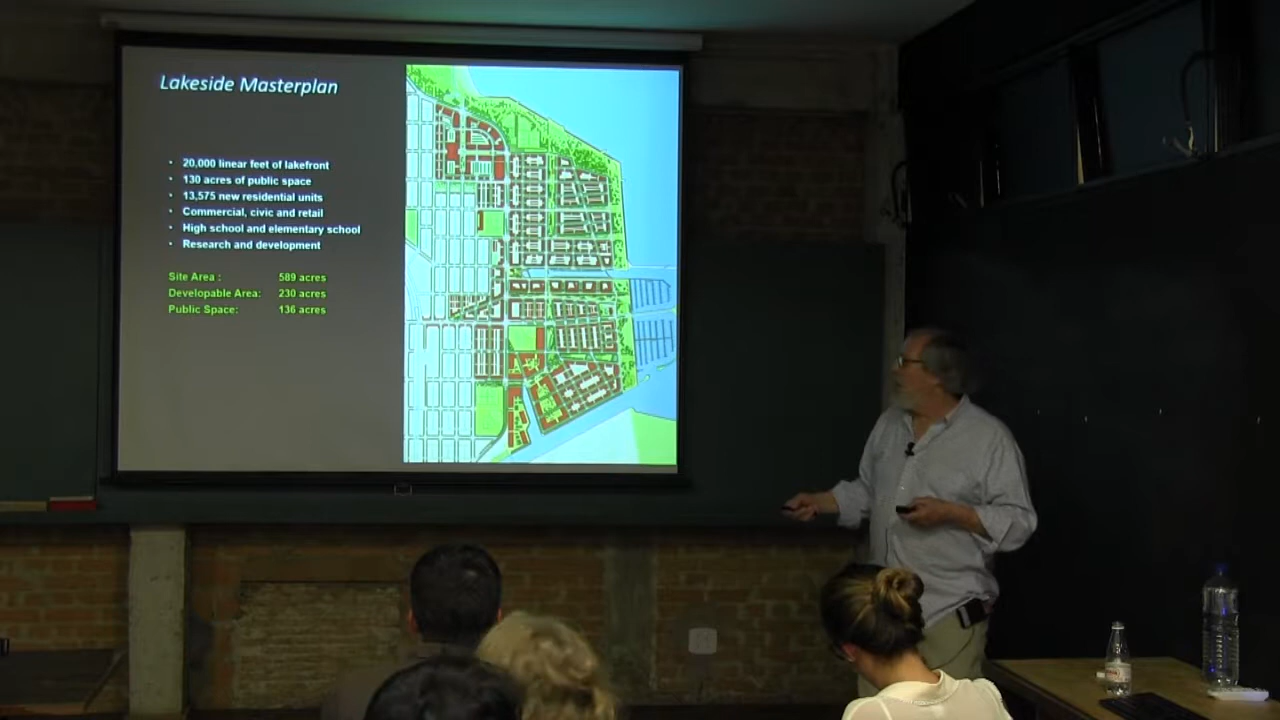 Lakeside Masterplan
• 20,000 linear feet of lakefront
• 130 acres of public space
• 13,575 new residential units
• Commercial, civic and retail
• High school and elementary school
• Research and development
Site Area : 589 acres
Developable Area: 230 acres
Public Space: 136 acres